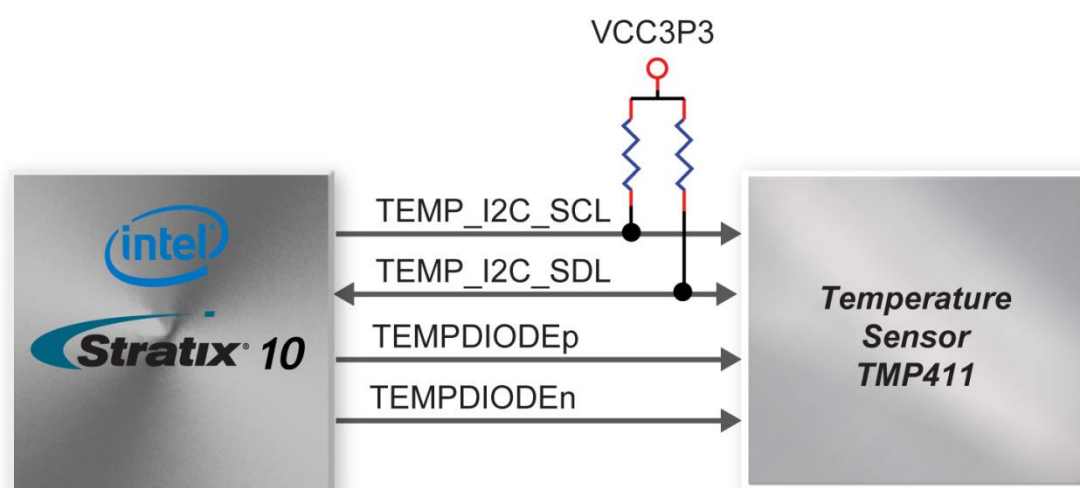 VCC3P3
TEMP_I2C_SCL
TEMP_I2C_SDL
TEMPDIODEp
TEMPDIODEn
intel
Stratix® 10
Temperature
Sensor
TMP411